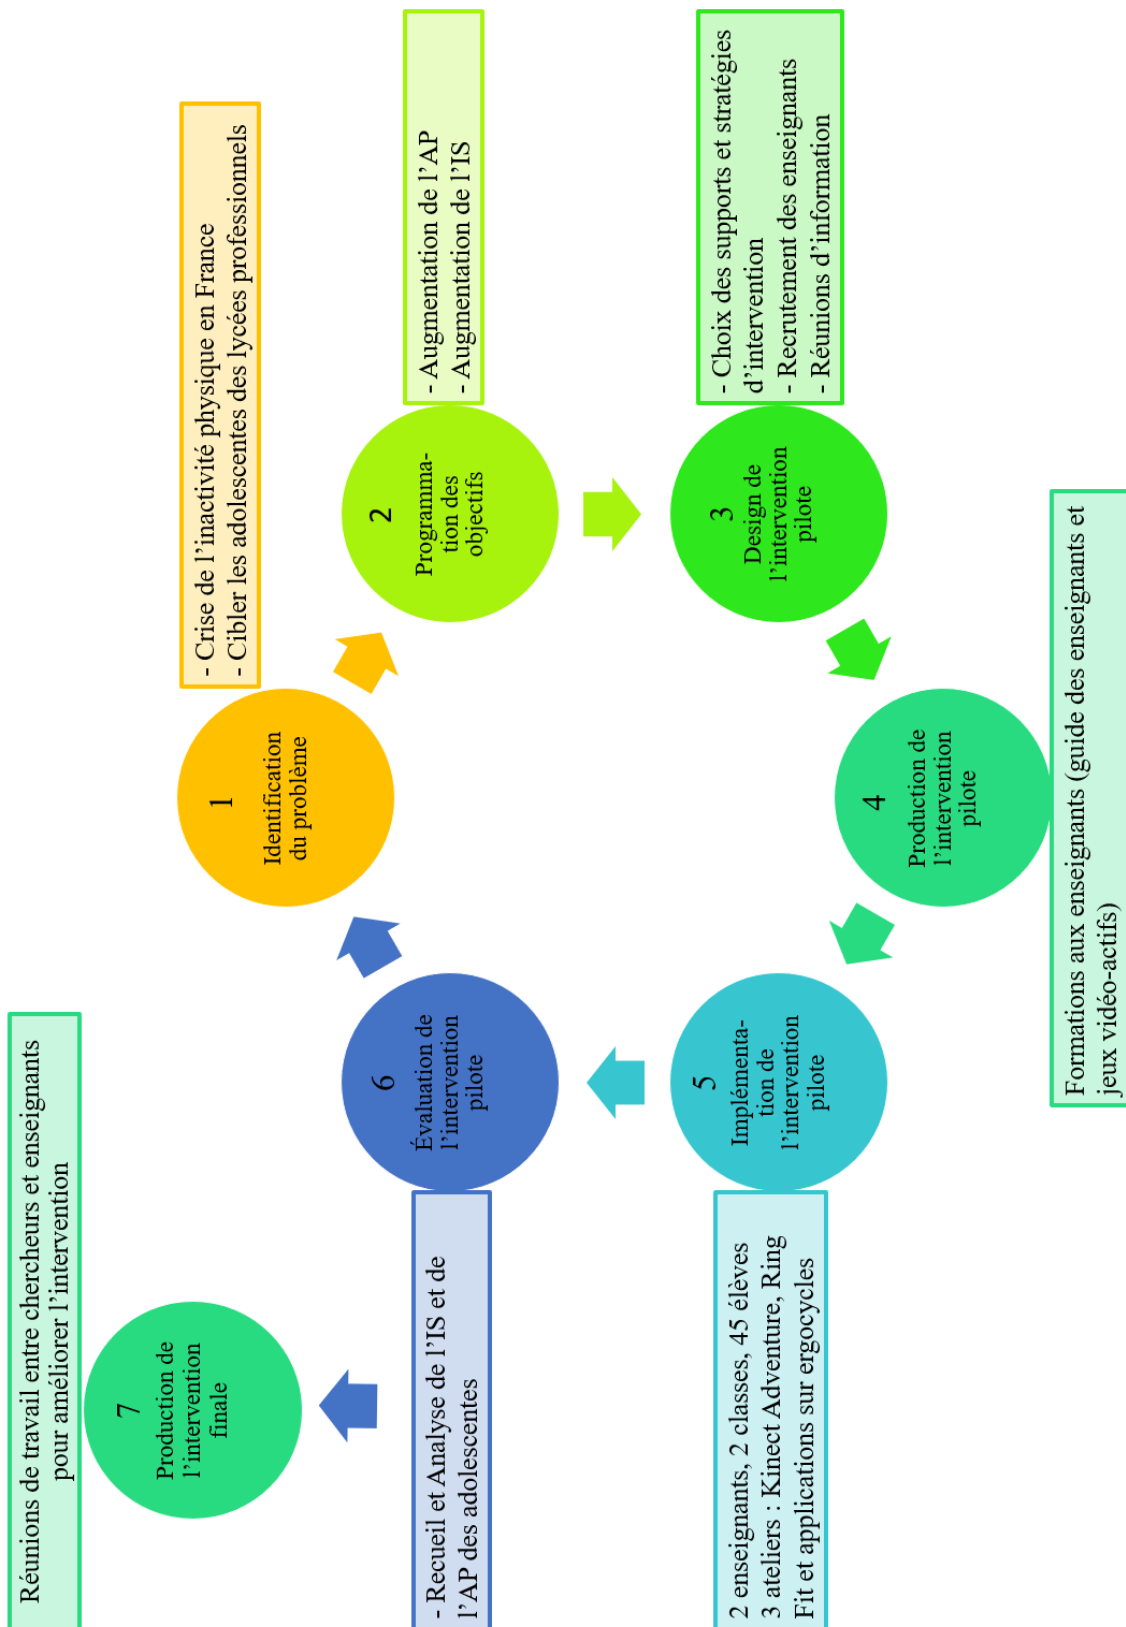 1
Identification
du problème
- Crise de l’inactivité physique en France
- Cibler les adolescentes des lycées professionnels
2
Programma-
tion des
objectifs
- Augmentation de l’AP
- Augmentation de l’IS
3
Design de
l’intervention
pilote
- Choix des supports et stratégies
d’intervention
- Recrutement des enseignants
- Réunions d’information
4
Production de
l’intervention
pilote
Formations aux enseignants (guide des enseignants et
jeux vidéo-actifs)
5
Implémenta-
tion de
l’intervention
pilote
2 enseignants, 2 classes, 45 élèves
3 ateliers : Kinect Adventure, Ring
Fit et applications sur ergocycles
6
Évaluation de
l’intervention
pilote
- Recueil et Analyse de l’IS et de
l’AP des adolescentes
7
Production de
l’intervention
finale
Réunions de travail entre chercheurs et enseignants
pour améliorer l’intervention